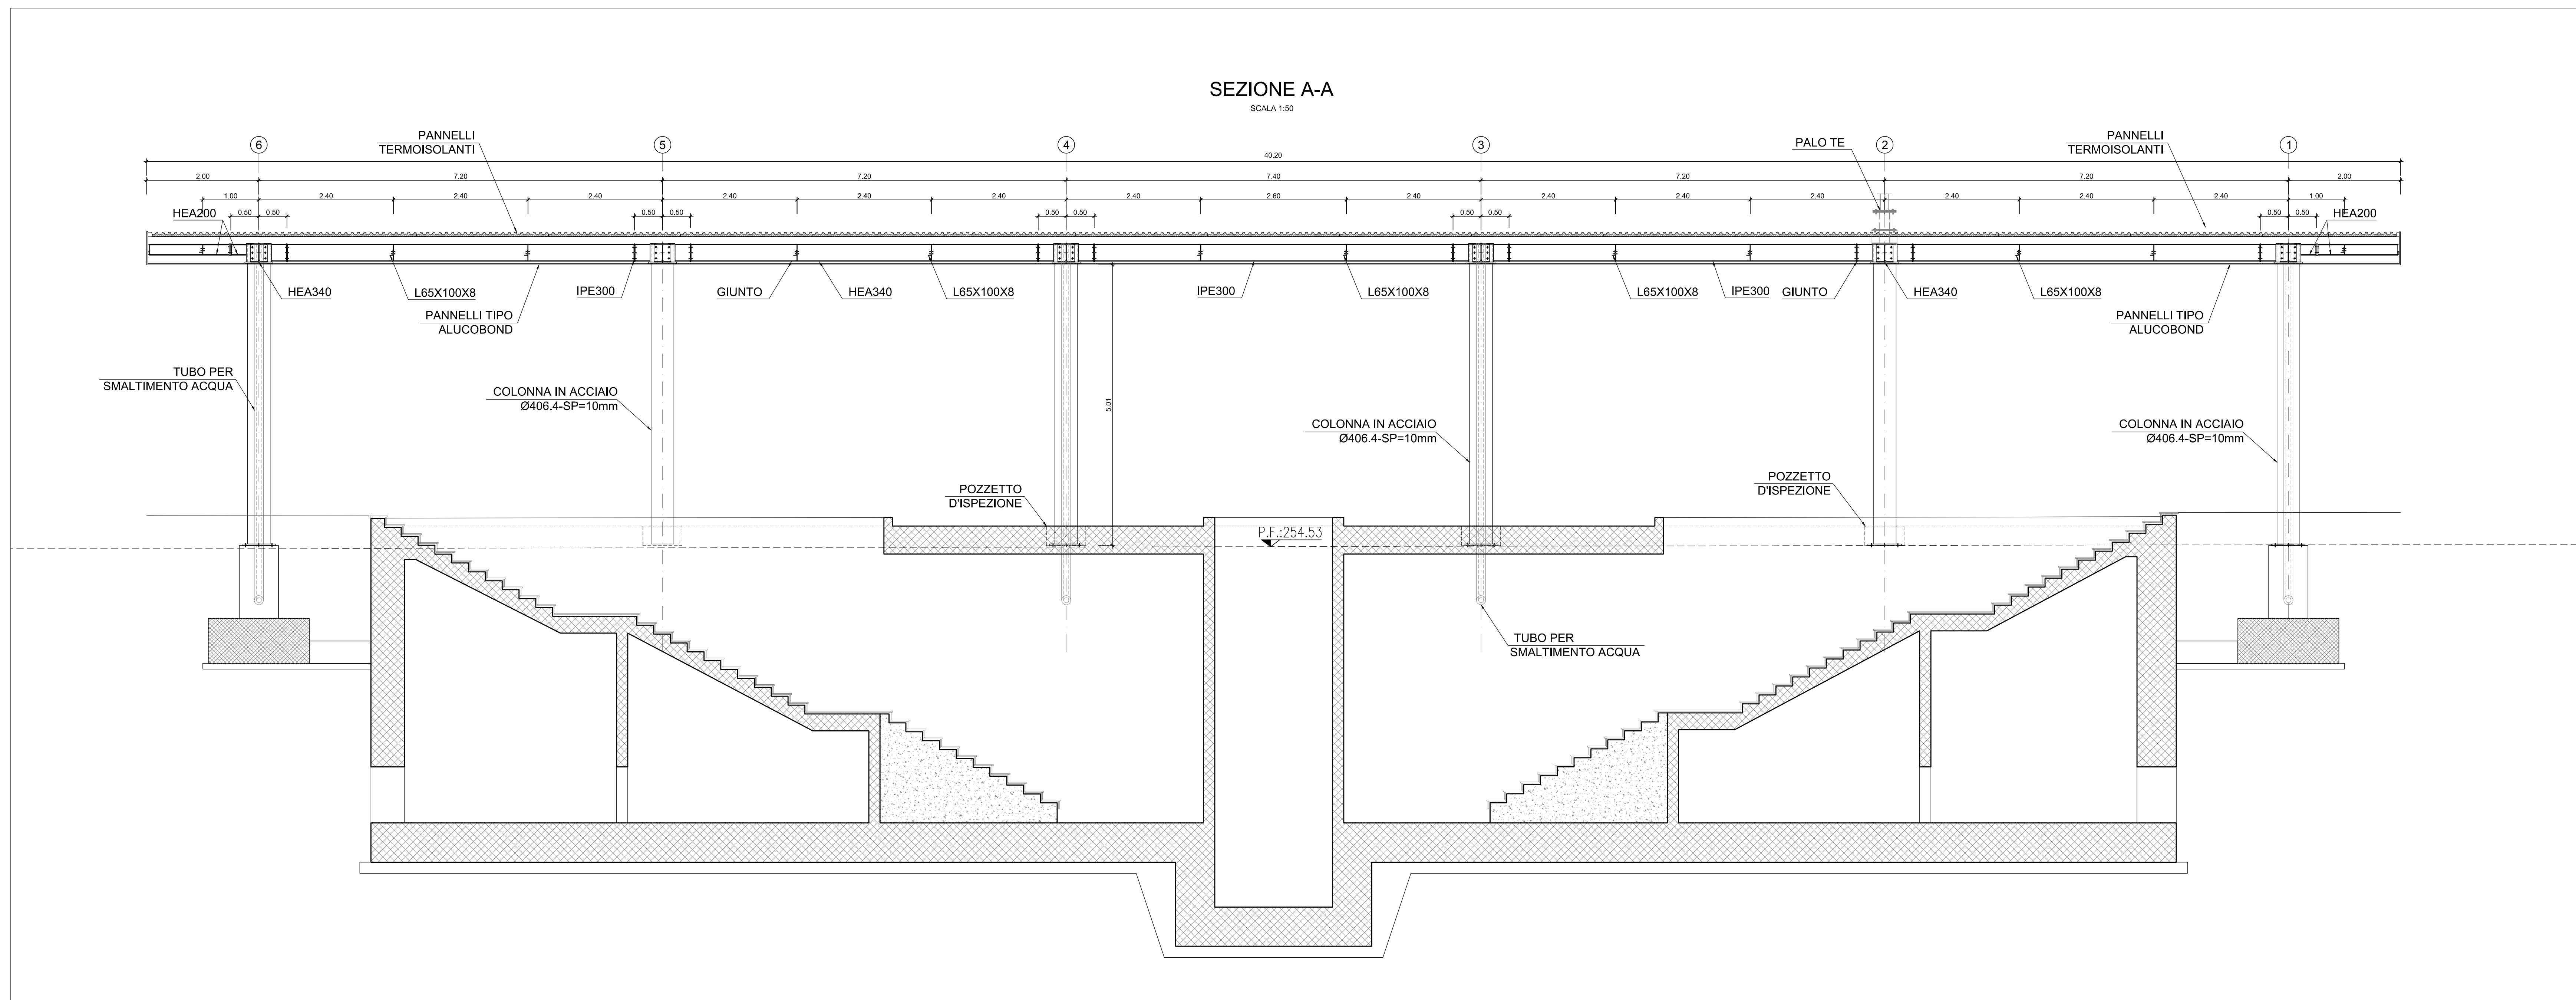 SEZIONE A-A
SCALA 1:50
PANNELLI
TERMOISOLANTI
PALO TE
PANNELLI
TERMOISOLANTI
6
5
4
3
2
1
40.20
2.00
7.20
7.20
7.40
7.20
7.20
2.00
1.00
2.40
2.40
2.40
2.40
2.40
2.40
2.40
2.60
2.40
2.40
2.40
2.40
2.40
2.40
2.40
1.00
HEA200
0.50
0.50
0.50
0.50
0.50
0.50
0.50
0.50
0.50
0.50
HEA200
HEA340
L65X100X8
IPE300
GIUNTO
HEA340
L65X100X8
IPE300
L65X100X8
L65X100X8
IPE300
GIUNTO
HEA340
L65X100X8
PANNELLI TIPO
ALUCOBOND
PANNELLI TIPO
ALUCOBOND
TUBO PER
SMALTIMENTO ACQUA
COLONNA IN ACCIAIO
Ø406.4-SP=10mm
5.01
COLONNA IN ACCIAIO
Ø406.4-SP=10mm
COLONNA IN ACCIAIO
Ø406.4-SP=10mm
POZZETTO
D'ISPEZIONE
POZZETTO
D'ISPEZIONE
P.F.:254.53
TUBO PER
SMALTIMENTO ACQUA